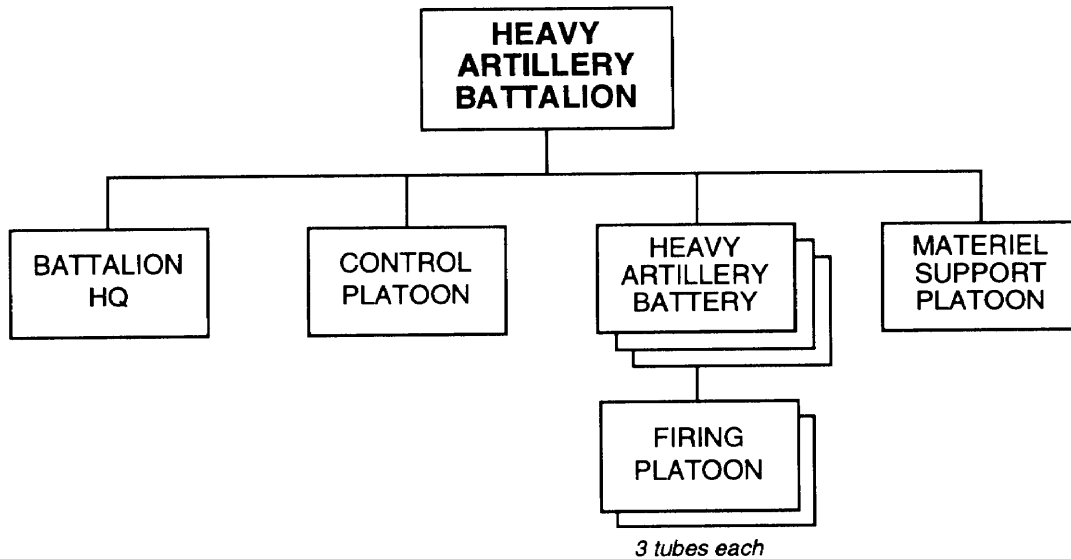 HEAVY
ARTILLERY
BATTALION
BATTALION
HQ
CONTROL
PLATOON
HEAVY
ARTILLERY
BATTERY
MATERIEL
SUPPORT
PLATOON
FIRING
PLATOON
3 tubes each